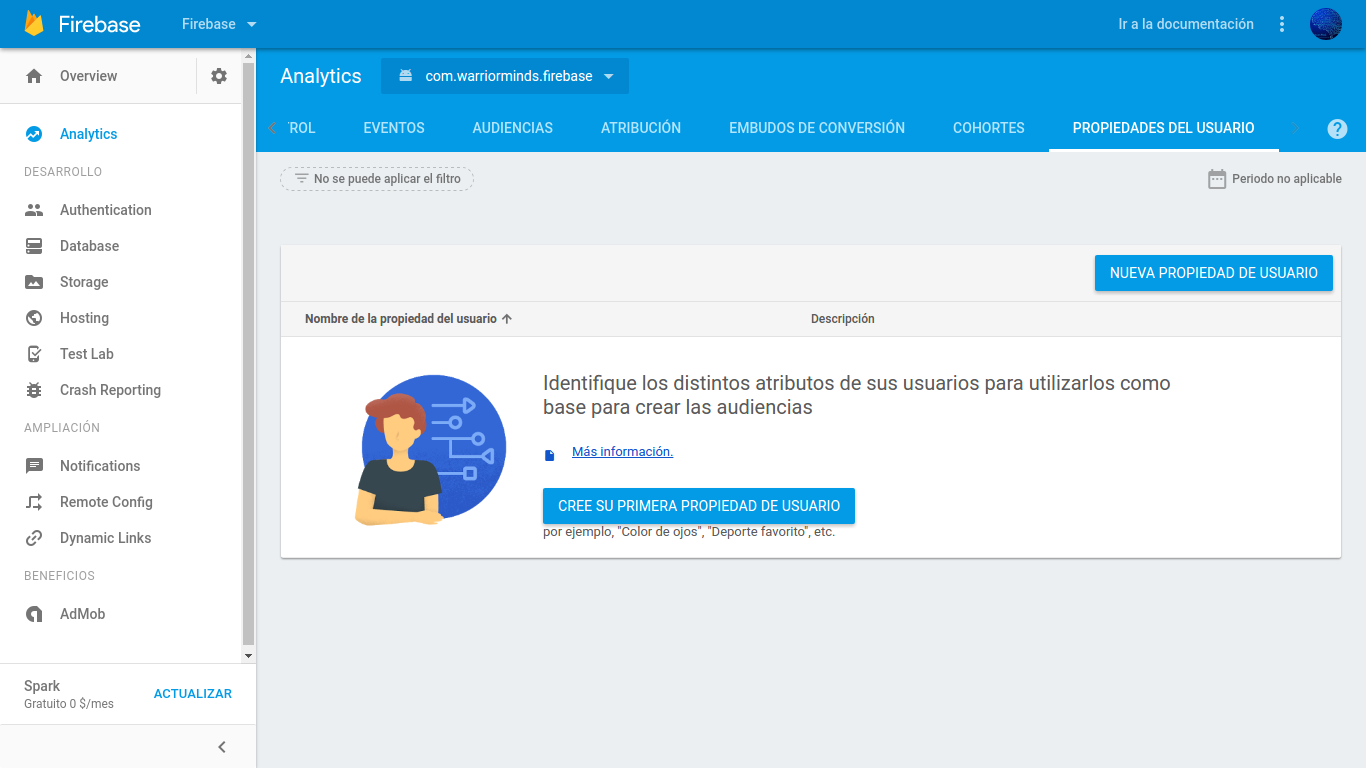 Firebase
Firebase
Ir a la documentación
Overview
Analytics
com.warriorminds.firebase
TROL
EVENTOS
AUDIENCIAS
ATRIBUCIÓN
EMBUDOS DE CONVERSIÓN
COHORTES
PROPIEDADES DEL USUARIO
?
Analytics
DESARROLLO
Authentication
Database
Storage
Hosting
Test Lab
Crash Reporting
AMPLIACIÓN
Notifications
Remote Config
Dynamic Links
BENEFICIOS
AdMob
Spark
Gratuito 0 $/mes
ACTUALIZAR
No se puede aplicar el filtro
Periodo no aplicable
NUEVA PROPIEDAD DE USUARIO
Nombre de la propiedad del usuario
Descripción
Identifique los distintos atributos de sus usuarios para utilizarlos como
base para crear las audiencias
Más información.
CREE SU PRIMERA PROPIEDAD DE USUARIO
por ejemplo, "Color de ojos", "Deporte favorito", etc.